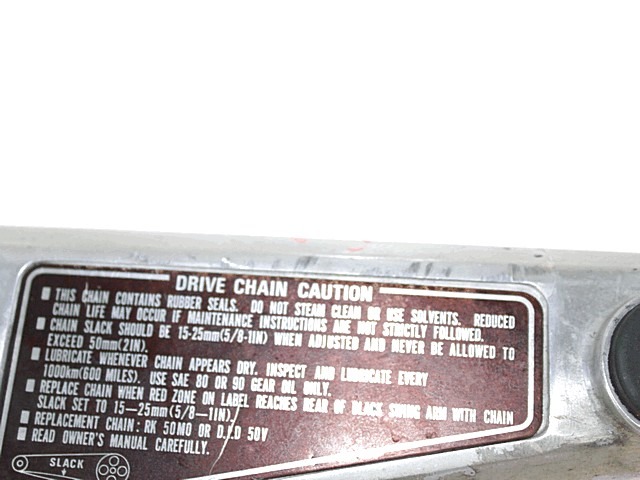 DRIVE CHAIN CAUTION
■ THIS CHAIN CONTAINS RUBBER SEALS. DO NOT STEAM CLEAN OR USE SOLVENTS. REDUCED
CHAIN LIFE MAY OCCUR IF MAINTENANCE INSTRUCTIONS ARE NOT STRICTLY FOLLOWED.
■ CHAIN SLACK SHOULD BE 15-25mm(5/8-1IN) WHEN ADJUSTED AND NEVER BE ALLOWED TO
EXCEED 50mm(2IN).
■ LUBRICATE WHENEVER CHAIN APPEARS DRY. INSPECT AND LUBRICATE EVERY
1000km(600 MILES). USE SAE 80 OR 90 GEAR OIL ONLY.
■ REPLACE CHAIN WHEN RED ZONE ON LABEL REACHES REAR OF BLACK SWING ARM WITH CHAIN
SLACK SET TO 15—25mm(5/8—1IN).
■ REPLACEMENT CHAIN: RK 50MO OR D.I.D 50V
■ READ OWNER'S MANUAL CAREFULLY.
SLACK